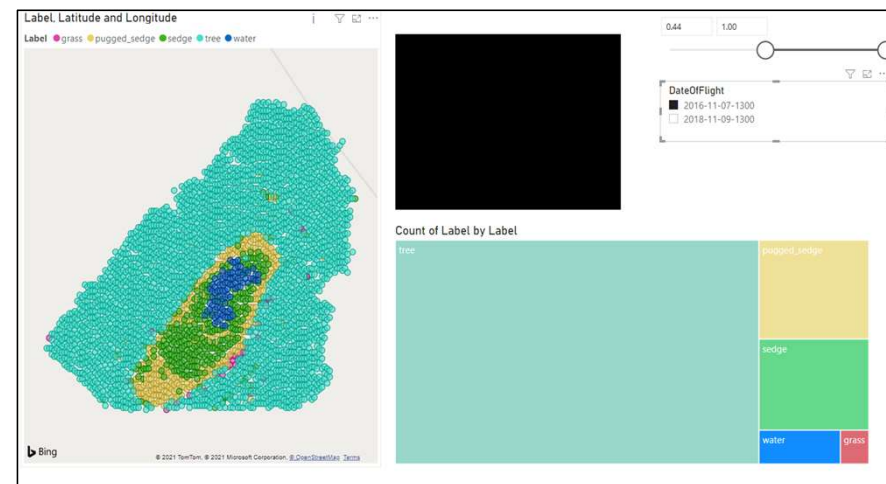 Label, Latitude and Longitude
Label grass pugged_sedge sedge tree water
Bing
© 2021 TomTom, © 2021 Microsoft Corporation, © OpenStreetMap Terms
0.44 1.00
DateOfFlight
2016-11-07-1300
2018-11-09-1300
Count of Label by Label
tree
pugged_sedge
sedge
water
grass